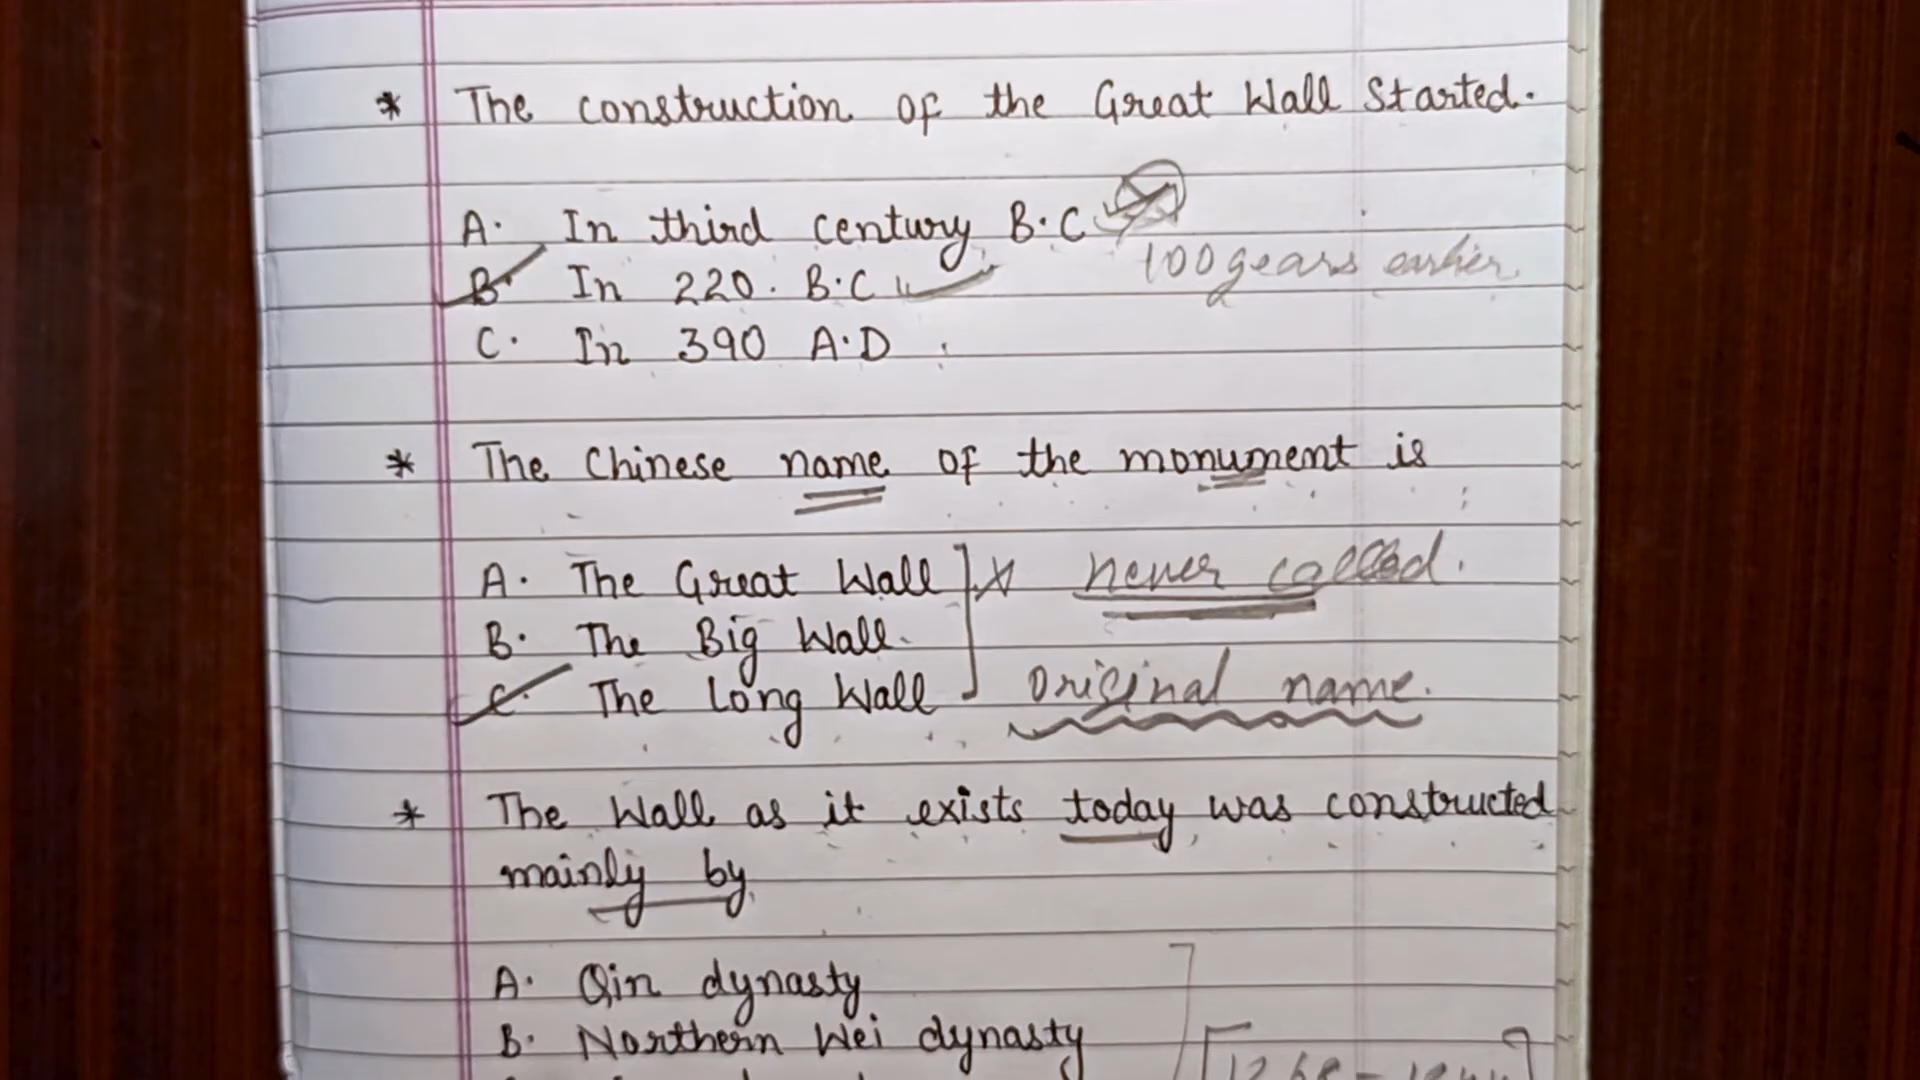 * The construction of the Great Wall Started.
A. In third century B.C
100 years earlier
B. In 220. B.C
C. In 390 A.D
* The Chinese name of the monument is
A. The Great Wall ] x never called.
B. The Big Wall.
C. The Long Wall original name.
* The Wall as it exists today was constructed
mainly by
A. Qin dynasty
B. Northern Wei dynasty